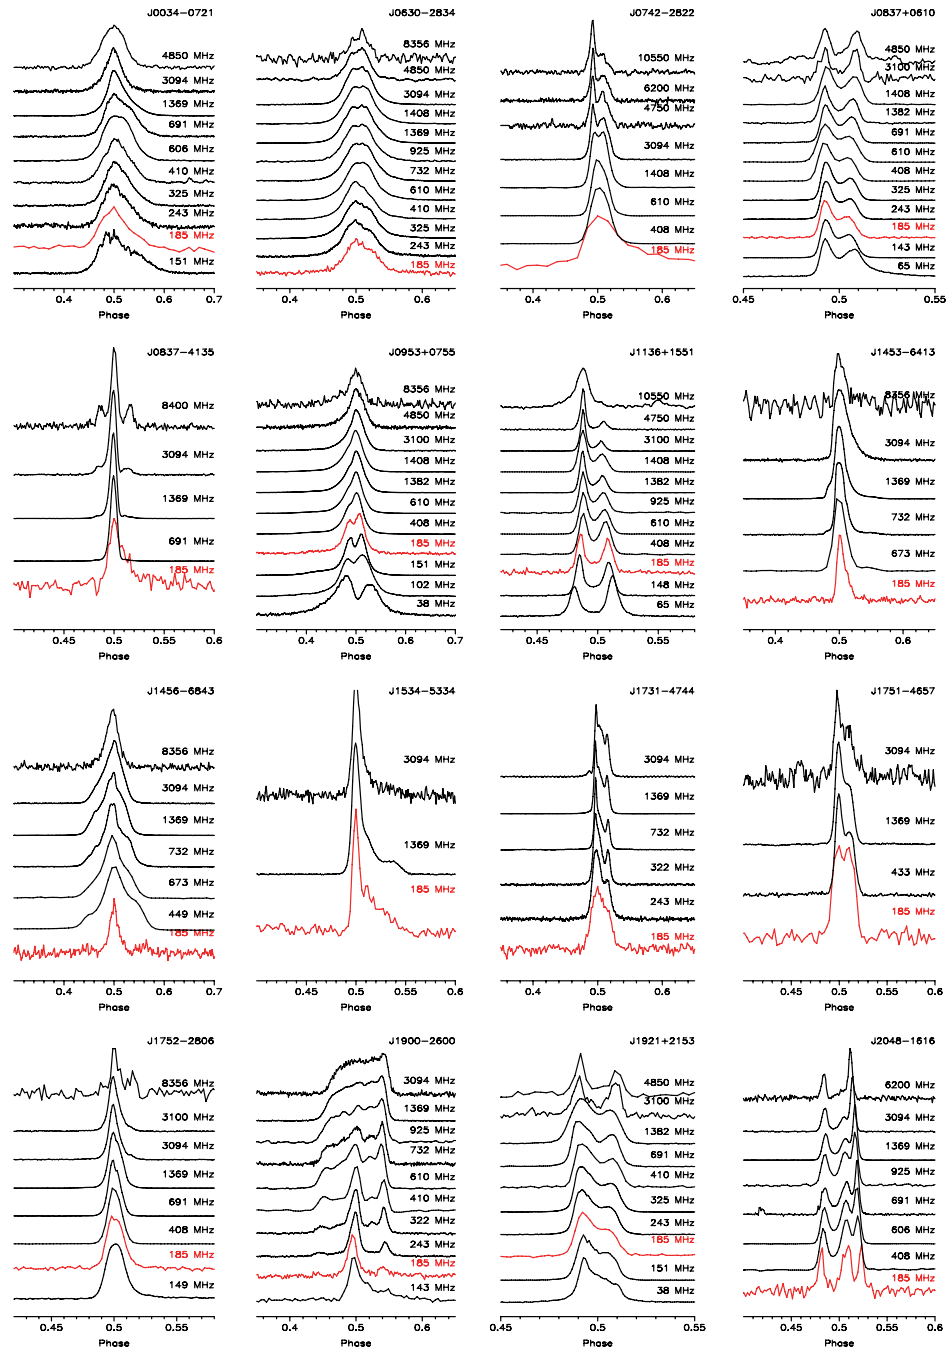 J0034−0721
4850 MHz
3094 MHz
1369 MHz
691 MHz
606 MHz
410 MHz
325 MHz
243 MHz
185 MHz
151 MHz
0.4 0.5 0.6 0.7
Phase
J0630−2834
8356 MHz
4850 MHz
3094 MHz
1408 MHz
1369 MHz
925 MHz
732 MHz
610 MHz
410 MHz
325 MHz
243 MHz
185 MHz
0.4 0.5 0.6
Phase
J0742−2822
10550 MHz
6200 MHz
4750 MHz
3094 MHz
1408 MHz
610 MHz
408 MHz
185 MHz
0.4 0.5 0.6
Phase
J0837+0610
4850 MHz
3100 MHz
1408 MHz
1382 MHz
691 MHz
610 MHz
408 MHz
325 MHz
243 MHz
185 MHz
143 MHz
65 MHz
0.45 0.5 0.55
Phase
J0837−4135
8400 MHz
3094 MHz
1369 MHz
691 MHz
185 MHz
0.45 0.5 0.55 0.6
Phase
J0953+0755
8356 MHz
4850 MHz
3100 MHz
1408 MHz
1382 MHz
610 MHz
408 MHz
185 MHz
151 MHz
102 MHz
38 MHz
0.4 0.5 0.6 0.7
Phase
J1136+1551
10550 MHz
4750 MHz
3100 MHz
1408 MHz
1382 MHz
925 MHz
610 MHz
408 MHz
185 MHz
148 MHz
65 MHz
0.45 0.5 0.55
Phase
J1453−6413
8356 MHz
3094 MHz
1369 MHz
732 MHz
673 MHz
185 MHz
0.4 0.5 0.6
Phase
J1456−6843
8356 MHz
3094 MHz
1369 MHz
732 MHz
673 MHz
449 MHz
185 MHz
0.4 0.5 0.6 0.7
Phase
J1534−5334
3094 MHz
1369 MHz
185 MHz
0.45 0.5 0.55 0.6
Phase
J1731−4744
3094 MHz
1369 MHz
732 MHz
322 MHz
243 MHz
185 MHz
0.4 0.5 0.6
Phase
J1751−4657
3094 MHz
1369 MHz
433 MHz
185 MHz
0.45 0.5 0.55 0.6
Phase
J1752−2806
8356 MHz
3100 MHz
3094 MHz
1369 MHz
691 MHz
408 MHz
185 MHz
149 MHz
0.45 0.5 0.55
Phase
J1900−2600
3094 MHz
1369 MHz
925 MHz
732 MHz
610 MHz
410 MHz
322 MHz
243 MHz
185 MHz
143 MHz
0.4 0.5 0.6
Phase
J1921+2153
4850 MHz
3100 MHz
1382 MHz
691 MHz
410 MHz
325 MHz
243 MHz
185 MHz
151 MHz
38 MHz
0.45 0.5 0.55
Phase
J2048−1616
6200 MHz
3094 MHz
1369 MHz
925 MHz
691 MHz
606 MHz
408 MHz
185 MHz
0.45 0.5 0.55 0.6
Phase